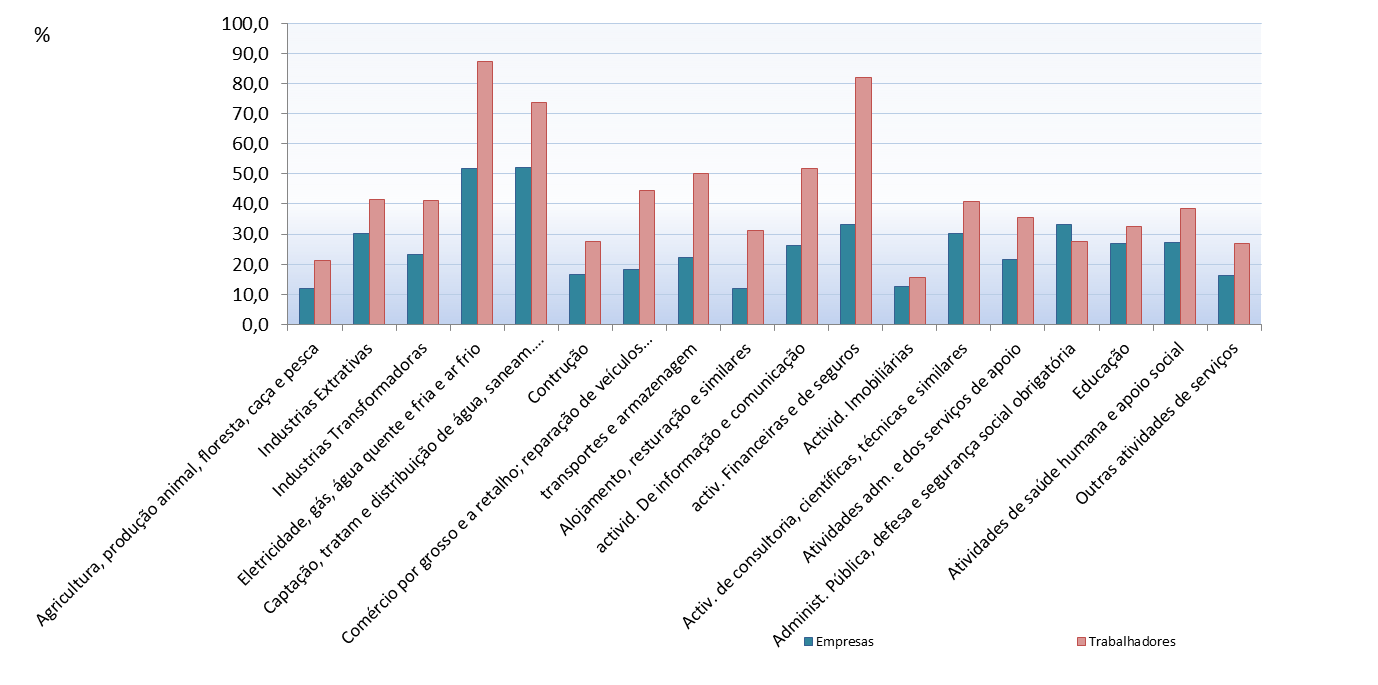 %
100,0
90,0
80,0
70,0
60,0
50,0
40,0
30,0
20,0
10,0
0,0
Agricultura, produção animal, floresta, caça e pesca
Industrias Extrativas
Industrias Transformadoras
Eletricidade, gás, água quente e fria e ar frio
Captação, tratam e distribuição de água, saneam....
Contrução
Comércio por grosso e a retalho; reparação de veículos...
transportes e armazenagem
Alojamento, resturação e similares
activid. De informação e comunicação
activ. Financeiras e de seguros
Activid. Imobiliárias
Activ. de consultoria, científicas, técnicas e similares
Atividades adm. e dos serviços de apoio
Administ. Pública, defesa e segurança social obrigatória
Educação
Atividades de saúde humana e apoio social
Outras atividades de serviços
Empresas
Trabalhadores